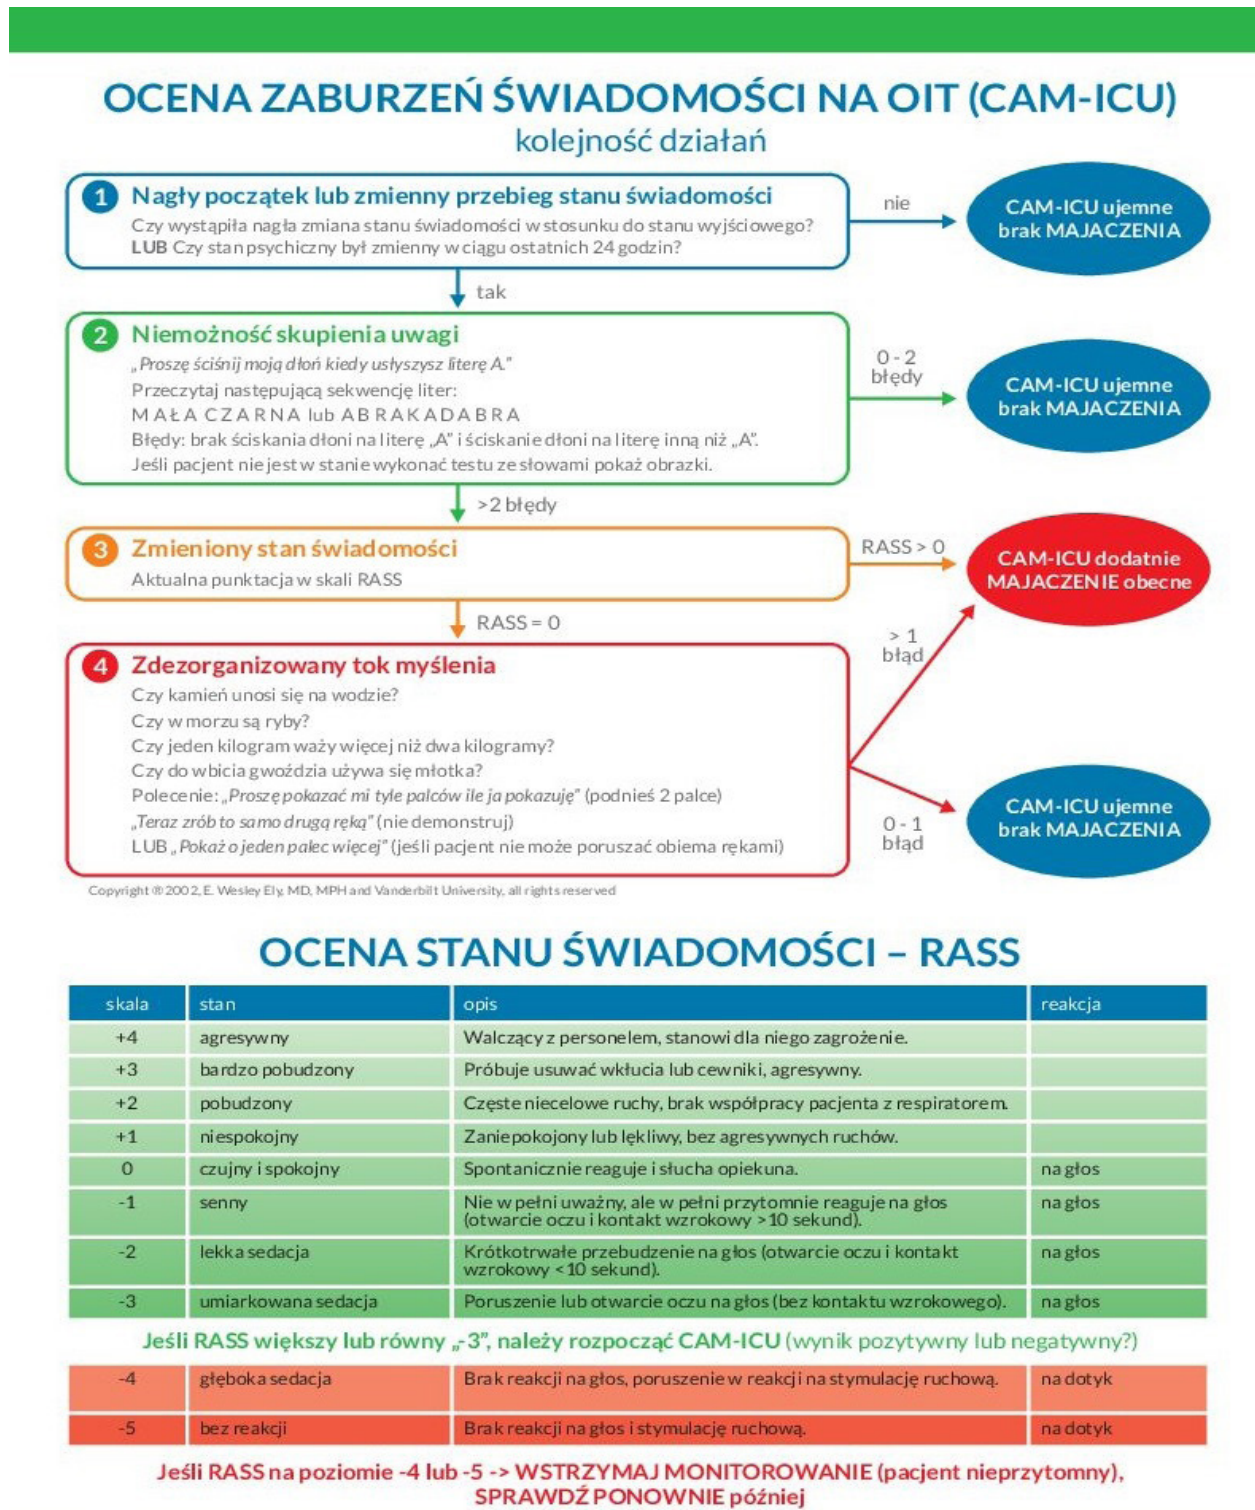 OCENA ZABURZEŃ ŚWIADOMOŚCI NA OIT (CAM-ICU)
kolejność działań
1 Nagły początek lub zmienny przebieg stanu świadomości
Czy wystąpiła nagła zmiana stanu świadomości w stosunku do stanu wyjściowego?
LUB Czy stan psychiczny był zmienny w ciągu ostatnich 24 godzin?
nie
CAM-ICU ujemne
brak MAJACZENIA
tak
2 Niemożność skupienia uwagi
„Proszę ściśnij moją dłoń kiedy usłyszysz literę A."
Przeczytaj następującą sekwencję liter:
M A Ł A C Z A R N A lub A B R A K A D A B R A
Błędy: brak ściskania dłoni na literę „A” i ściskanie dłoni na literę inną niż „A”.
Jeśli pacjent nie jest w stanie wykonać testu ze słowami pokaż obrazki.
0 - 2
błędy
CAM-ICU ujemne
brak MAJACZENIA
>2 błędy
3 Zmieniony stan świadomości
Aktualna punktacja w skali RASS
RASS > 0
CAM-ICU dodatnie
MAJACZENIE obecne
RASS = 0
4 Zdezorganizowany tok myślenia
Czy kamień unosi się na wodzie?
Czy w morzu są ryby?
Czy jeden kilogram waży więcej niż dwa kilogramy?
Czy do wbicia gwoździa używa się młotka?
Polecenie: „Proszę pokazać mi tyle palców ile ja pokazuję” (podnieś 2 palce)
„Teraz zrób to samo drugą ręką” (nie demonstruj)
LUB „Pokaż o jeden palec więcej” (jeśli pacjent nie może poruszać obiema rękami)
> 1
błąd
0 - 1
błąd
CAM-ICU ujemne
brak MAJACZENIA
Copyright ® 2002, E. Wesley Ely, MD, MPH and Vanderbilt University, all rights reserved
OCENA STANU ŚWIADOMOŚCI – RASS
skala stan opis reakcja
+4 agresywny Walczący z personelem, stanowi dla niego zagrożenie.
+3 bardzo pobudzony Próbuje usuwać wkłucia lub cewniki, agresywny.
+2 pobudzony Częste niecelowe ruchy, brak współpracy pacjenta z respiratorem.
+1 niespokojny Zaniepokojony lub lękliwy, bez agresywnych ruchów.
0 czujny i spokojny Spontanicznie reaguje i słucha opiekuna. na głos
-1 senny Nie w pełni uważny, ale w pełni przytomnie reaguje na głos na głos
(otwarcie oczu i kontakt wzrokowy >10 sekund).
-2 lekka sedacja Krótkotrwałe przebudzenie na głos (otwarcie oczu i kontakt na głos
wzrokowy <10 sekund).
-3 umiarkowana sedacja Poruszenie lub otwarcie oczu na głos (bez kontaktu wzrokowego). na głos
Jeśli RASS większy lub równy „-3”, należy rozpocząć CAM-ICU (wynik pozytywny lub negatywny?)
-4 głęboka sedacja Brak reakcji na głos, poruszenie w reakcji na stymulację ruchową. na dotyk
-5 bez reakcji Brak reakcji na głos i stymulację ruchową. na dotyk
Jeśli RASS na poziomie -4 lub -5 -> WSTRZYMAJ MONITOROWANIE (pacjent nieprzytomny),
SPRAWDŹ PONOWNIE później